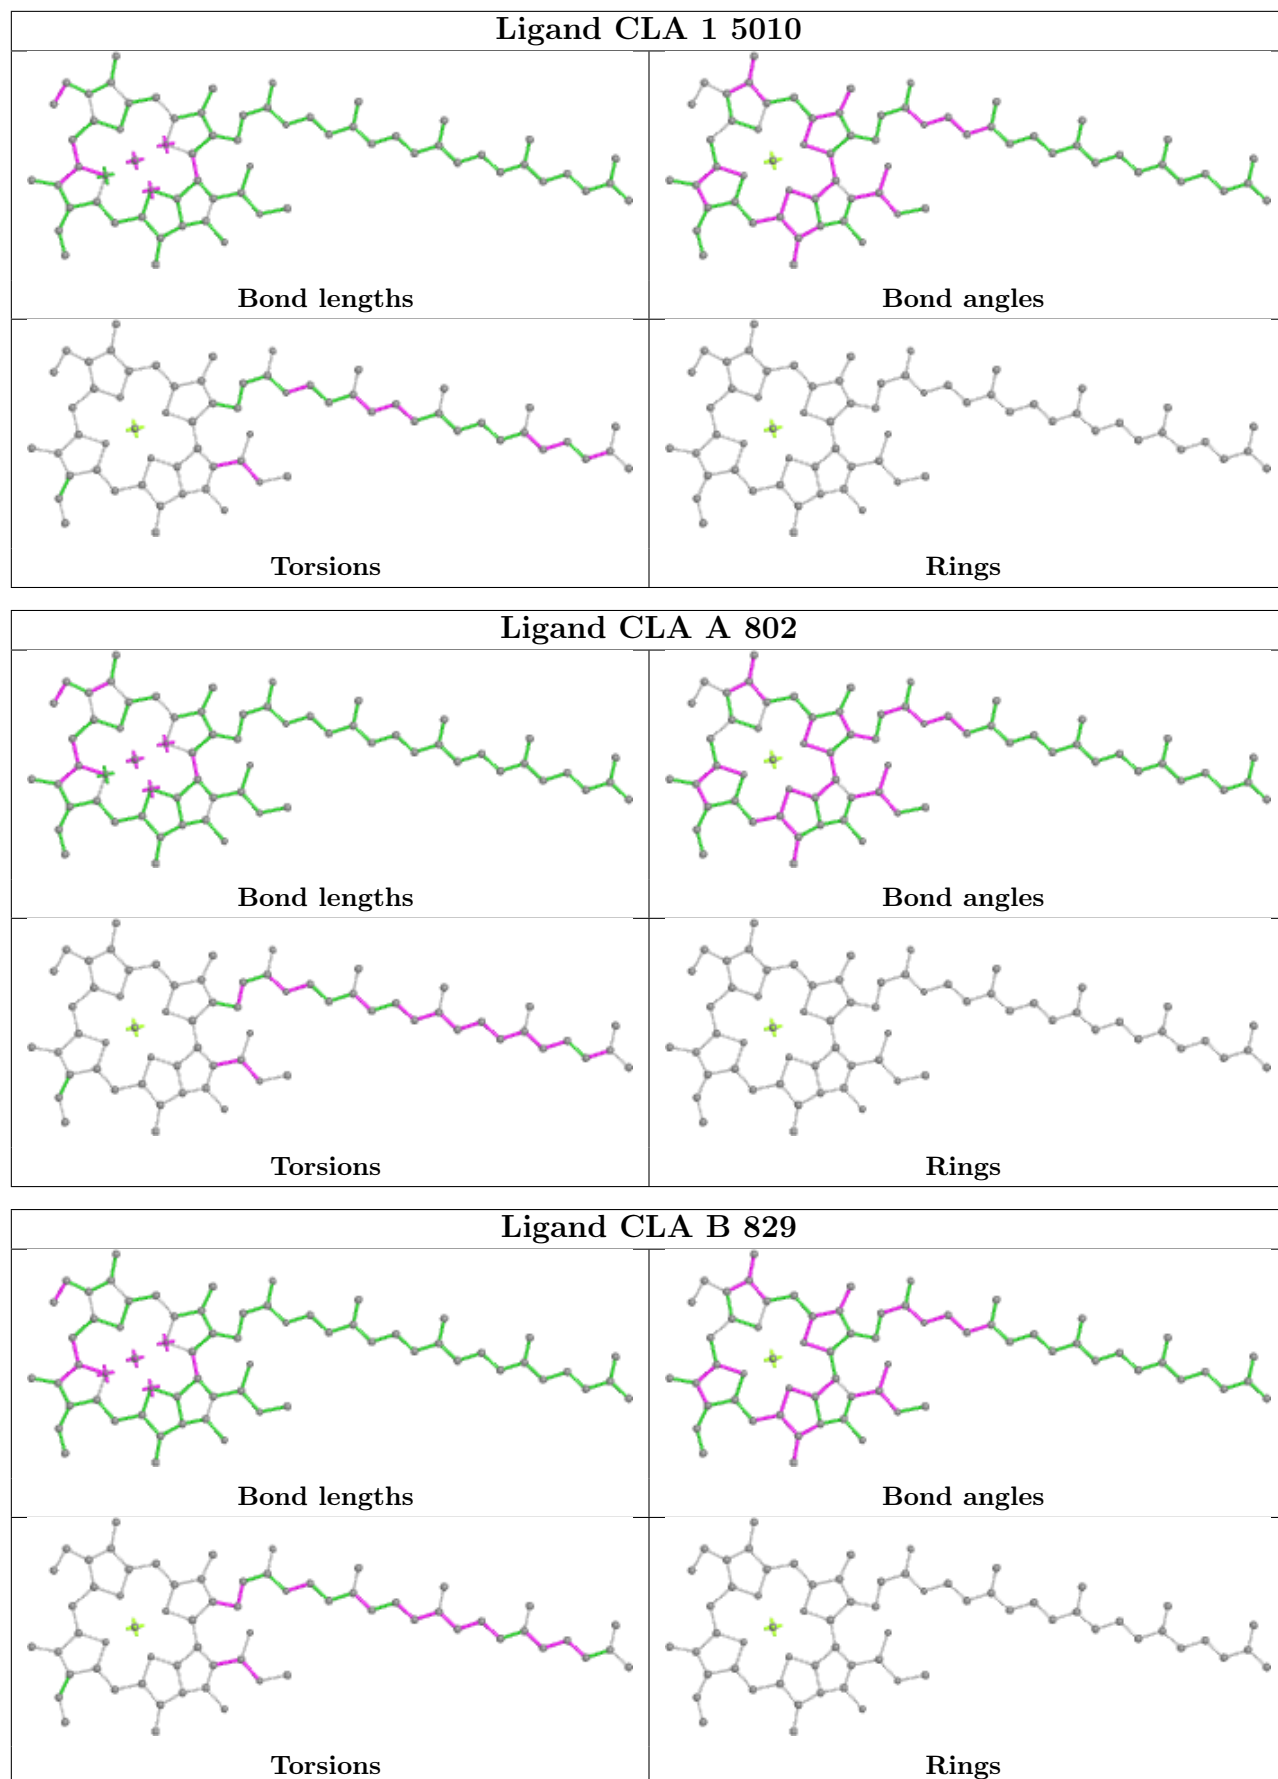 Ligand CLA 1 5010
Bond lengths
Bond angles
Torsions
Rings
Ligand CLA A 802
Bond lengths
Bond angles
Torsions
Rings
Ligand CLA B 829
Bond lengths
Bond angles
Torsions
Rings